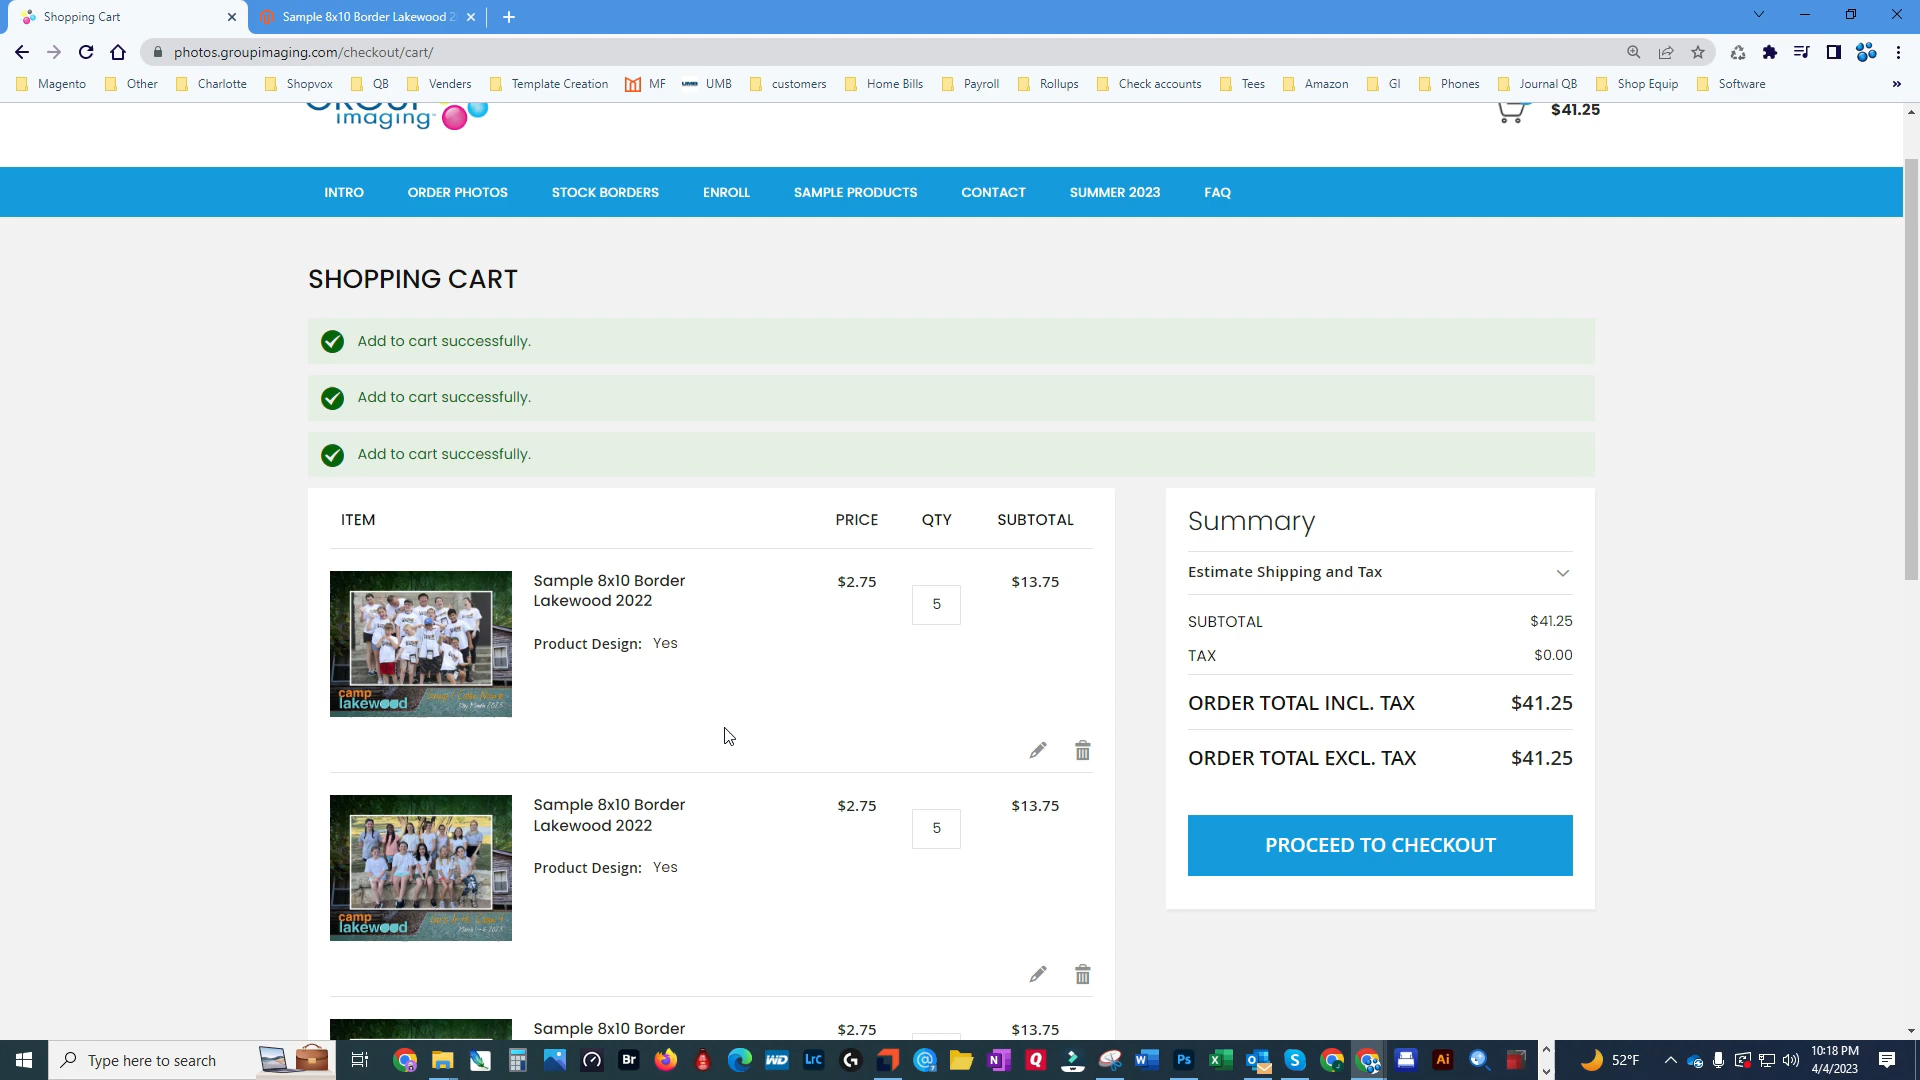 Shopping Cart
Sample 8x10 Border Lakewood 2
photos.groupimaging.com/checkout/cart/
Magento
Other
Charlotte
Shopvox
QB
Venders
Template Creation
MF
UMB
customers
Home Bills
Payroll
Rollups
Check accounts
Tees
Amazon
GI
Phones
Journal QB
Shop Equip
Software
»
imaging
$41.25
INTRO
ORDER PHOTOS
STOCK BORDERS
ENROLL
SAMPLE PRODUCTS
CONTACT
SUMMER 2023
FAQ
SHOPPING CART
Add to cart successfully.
Add to cart successfully.
Add to cart successfully.
ITEM
PRICE
QTY
SUBTOTAL
Sample 8x10 Border
Lakewood 2022
Product Design: Yes
$2.75
5
$13.75
camp
lakewood
Sample 8x10 Border
Lakewood 2022
Product Design: Yes
$2.75
5
$13.75
camp
lakewood
Sample 8x10 Border
$2.75
$13.75
Summary
Estimate Shipping and Tax
SUBTOTAL $41.25
TAX $0.00
ORDER TOTAL INCL. TAX $41.25
ORDER TOTAL EXCL. TAX $41.25
PROCEED TO CHECKOUT
Type here to search
Br
WD
Lrc
G
N
Q
W
Ps
X
S
Ai
52°F
10:18 PM
4/4/2023